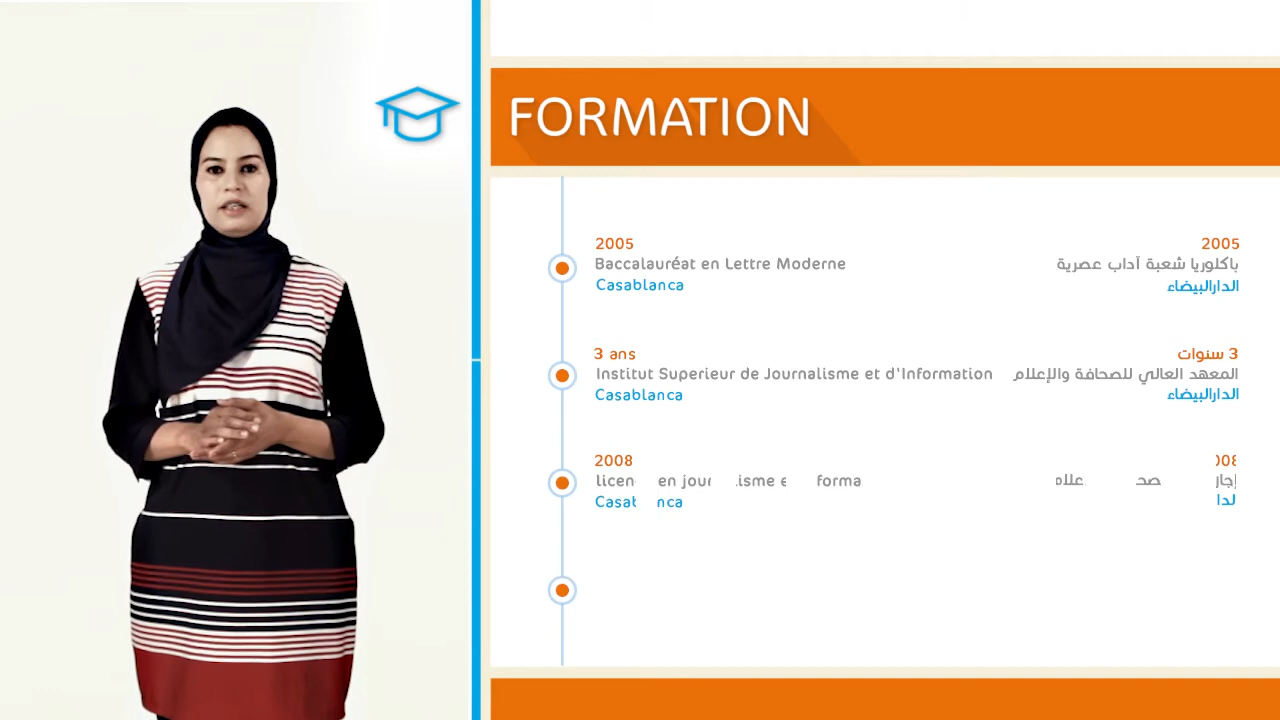 FORMATION
2005
2005
Baccalauréat en Lettre Moderne
باكلوريا شعبة آداب عصرية
Casablanca
الدارالبيضاء
3 ans
3 سنوات
Institut Superieur de Journalisme et d'Information
المعهد العالي للصحافة والإعلام
Casablanca
الدارالبيضاء
2008
en